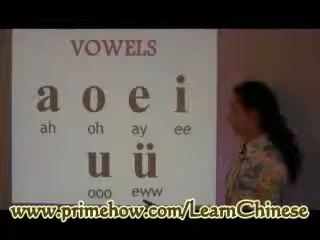 VOWELS
a o e i
ah oh ay ee
u ü
ooo eww
www.primehow.com/LearnChinese